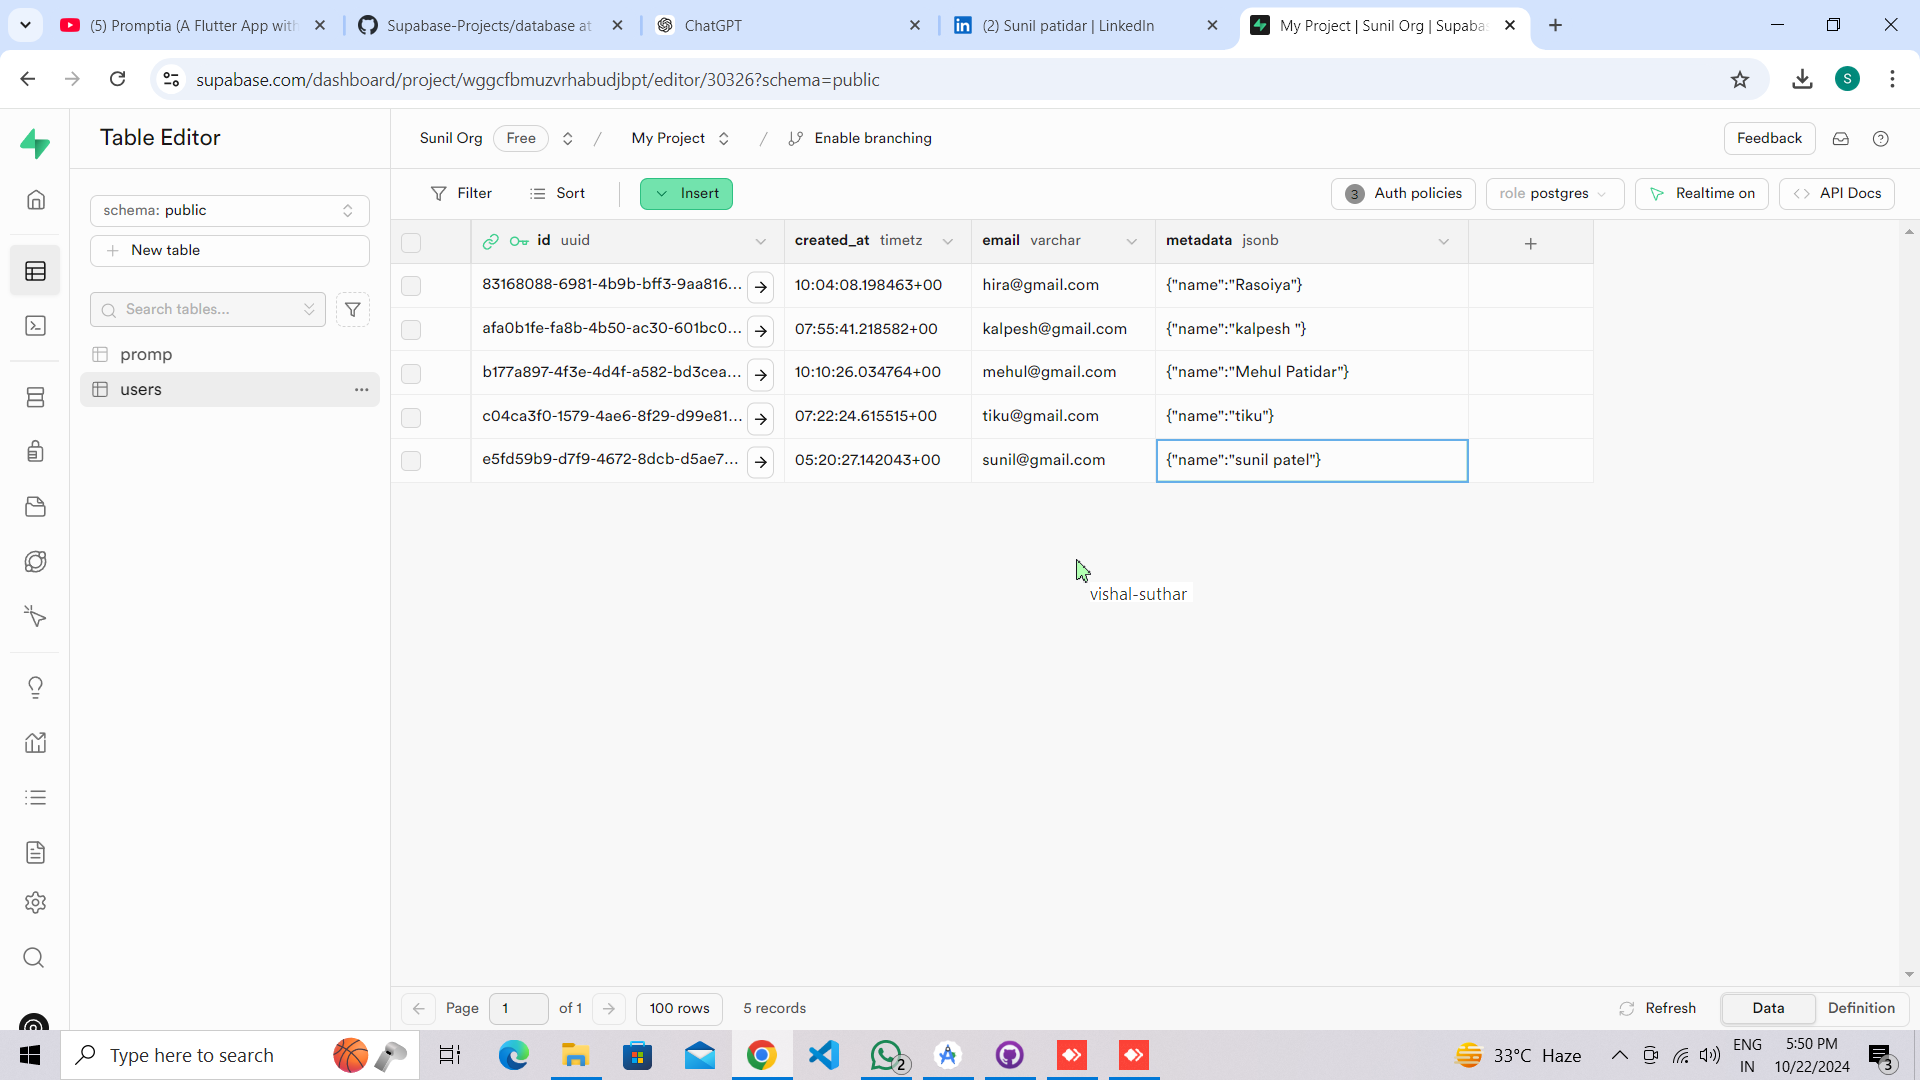 (5) Promptia (A Flutter App with
Supabase-Projects/database at
ChatGPT
(2) Sunil patidar | LinkedIn
My Project | Sunil Org | Supaba
supabase.com/dashboard/project/wggcfbmuzvrhabudjbpt/editor/30326?schema=public
S
Table Editor
Sunil Org Free / My Project / Enable branching
Feedback
schema: public
New table
Search tables...
promp
users
Filter Sort Insert
3 Auth policies role postgres Realtime on API Docs
id uuid created_at timetz email varchar metadata jsonb
83168088-6981-4b9b-bff3-9aa816... 10:04:08.198463+00 hira@gmail.com {"name":"Rasoiya"}
afa0b1fe-fa8b-4b50-ac30-601bc0... 07:55:41.218582+00 kalpesh@gmail.com {"name":"kalpesh "}
b177a897-4f3e-4d4f-a582-bd3cea... 10:10:26.034764+00 mehul@gmail.com {"name":"Mehul Patidar"}
c04ca3f0-1579-4ae6-8f29-d99e81... 07:22:24.615515+00 tiku@gmail.com {"name":"tiku"}
e5fd59b9-d7f9-4672-8dcb-d5ae7... 05:20:27.142043+00 sunil@gmail.com {"name":"sunil patel"}
vishal-suthar
Page 1 of 1 100 rows 5 records
Refresh Data Definition
Type here to search
2
33°C Haze
ENG
IN
5:50 PM
10/22/2024
3